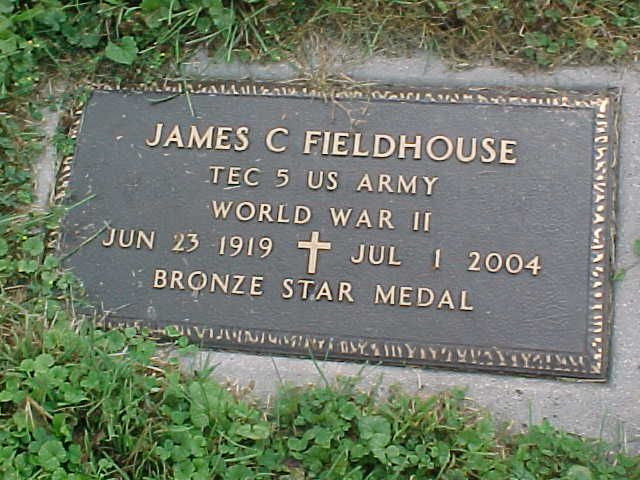 JAMES C FIELDHOUSE
TEC 5 US ARMY
WORLD WAR II
JUN 23 1919 JUL 1 2004
BRONZE STAR MEDAL